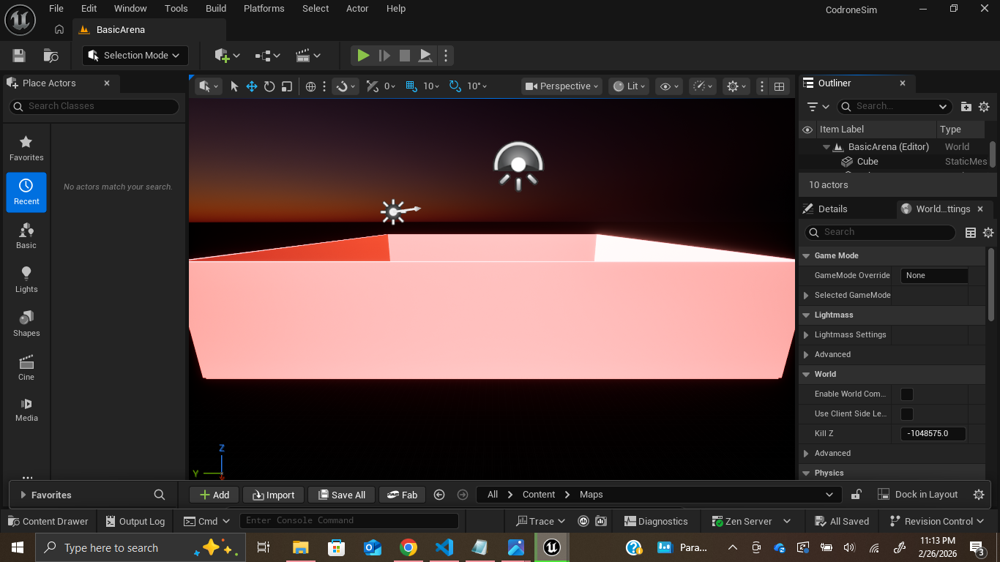 File Edit Window Tools Build Platforms Select Actor Help
CodroneSim
BasicArena
Selection Mode
Place Actors
Search Classes
Favorites
Recent
Basic
Lights
Shapes
Cine
Media
No actors match your search.
0 10 10° Perspective Lit
Z
Y
Outliner
Search...
Item Label Type
BasicArena (Editor) World
Cube StaticMes
10 actors
Details World...ttings
Search
Game Mode
GameMode Override None
Selected GameMode
Lightmass
Lightmass Settings
Advanced
World
Enable World Com...
Use Client Side Le...
Kill Z -1048575.0
Advanced
Physics
Favorites
Add Import Save All Fab All Content Maps Dock in Layout
Content Drawer Output Log Cmd Enter Console Command Trace Diagnostics Zen Server All Saved Revision Control
Type here to search
Para...
11:13 PM
2/26/2026
3